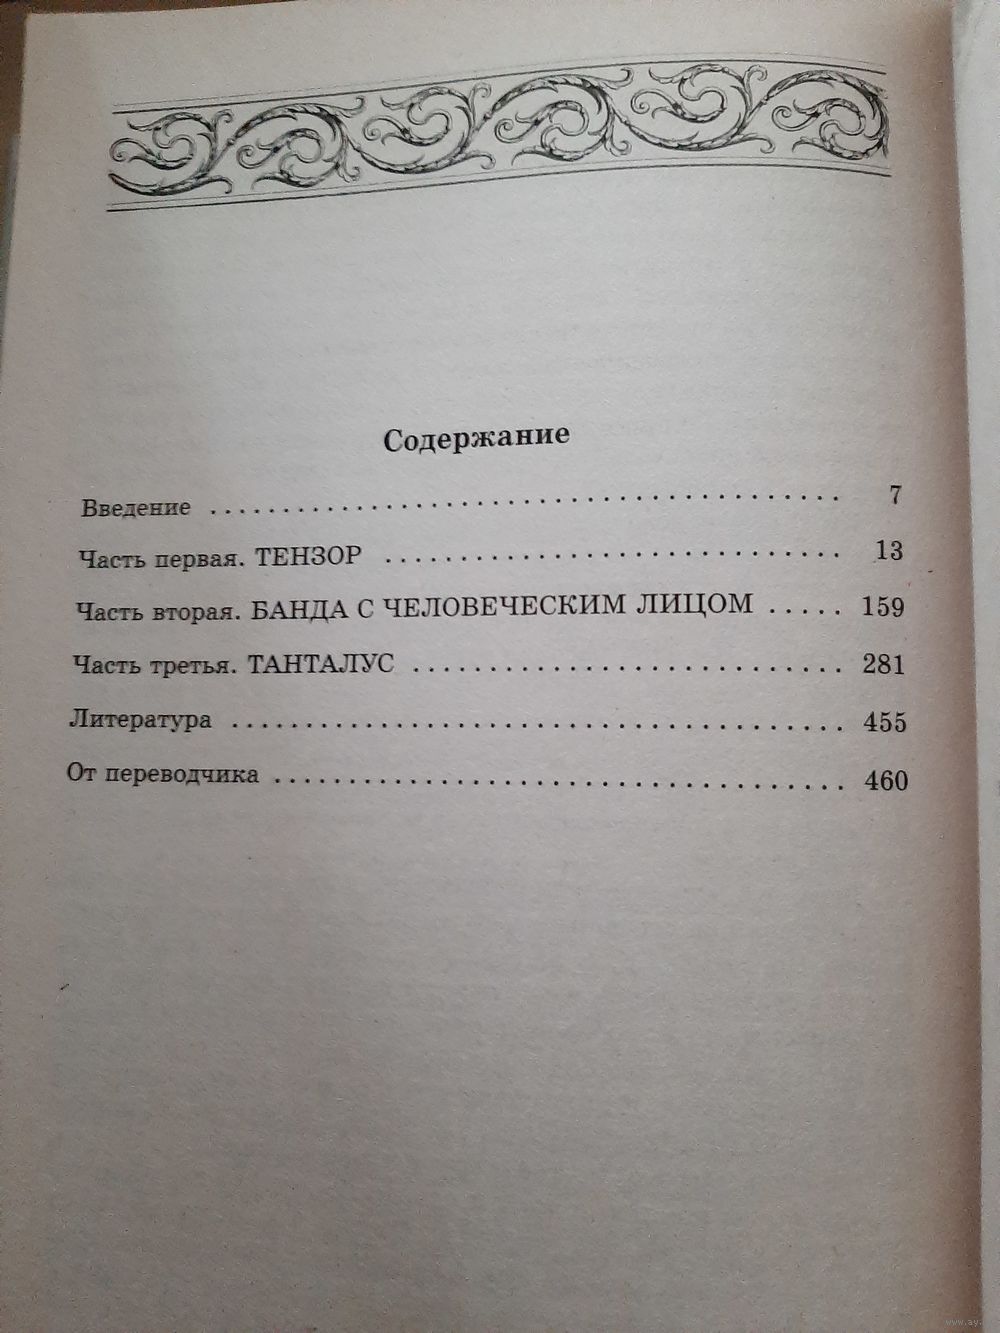 Содержание
Введение . . . . . . . . . . . . . . . . . . . . . . . . . . . . . . . . . . . . . . . . . . . 7
Часть первая. ТЕНЗОР . . . . . . . . . . . . . . . . . . . . . . . . . . . . . . . 13
Часть вторая. БАНДА С ЧЕЛОВЕЧЕСКИМ ЛИЦОМ . . . . . 159
Часть третья. ТАНТАЛУС . . . . . . . . . . . . . . . . . . . . . . . . . . . . . 281
Литература . . . . . . . . . . . . . . . . . . . . . . . . . . . . . . . . . . . . . . . . . 455
От переводчика . . . . . . . . . . . . . . . . . . . . . . . . . . . . . . . . . . . . . . 460